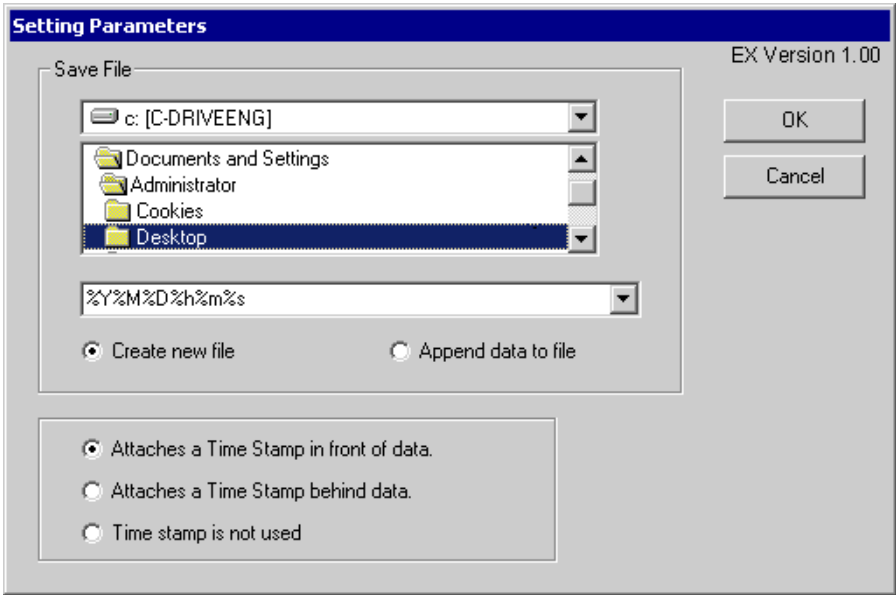 Setting Parameters
EX Version 1.00
Save File
c: [C-DRIVEENG]
OK
Documents and Settings
Administrator
Cancel
Cookies
Desktop
%Y%M%D%h%m%s
Create new file
Append data to file
Attaches a Time Stamp in front of data.
Attaches a Time Stamp behind data.
Time stamp is not used